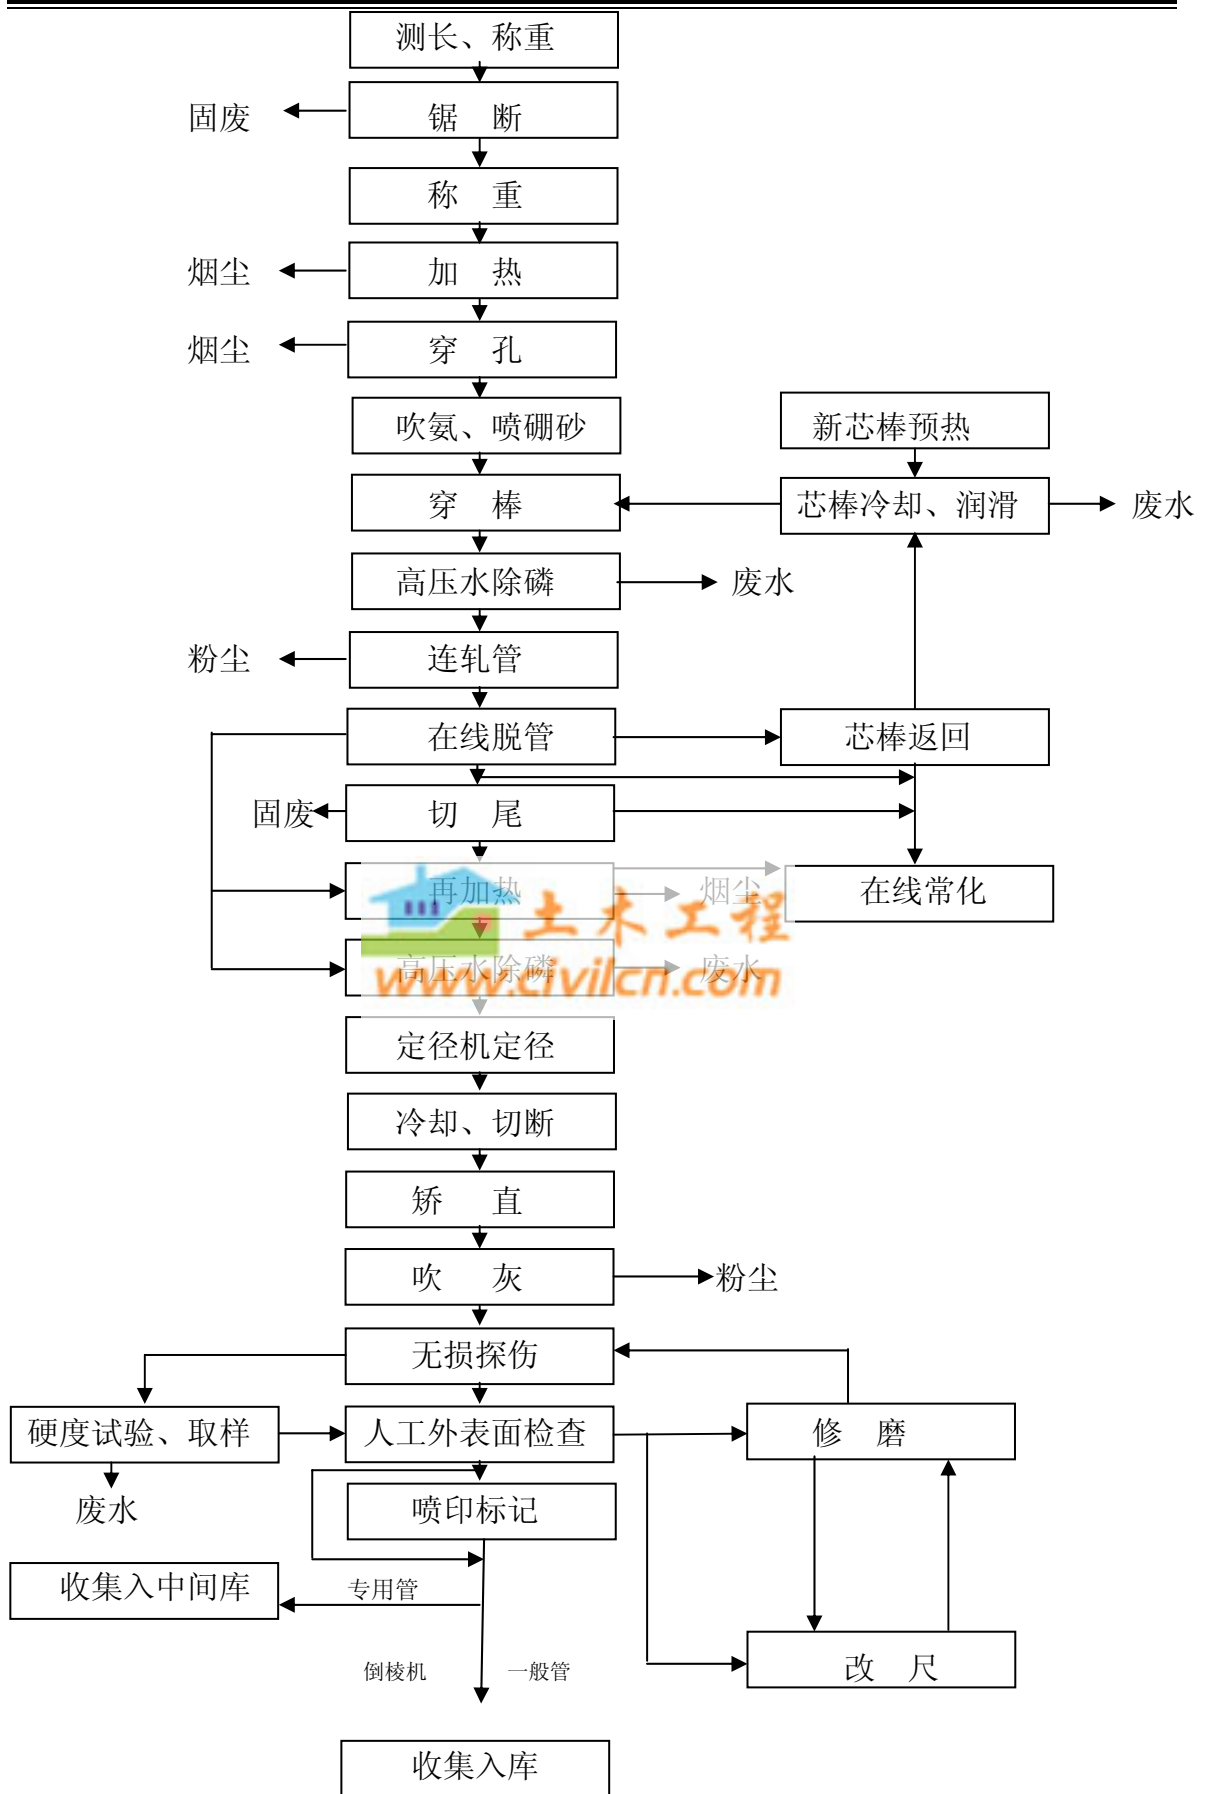 测长、称重
固废
锯 断
称 重
烟尘
加 热
烟尘
穿 孔
吹氨、喷硼砂
新芯棒预热
穿 棒
芯棒冷却、润滑
废水
高压水除磷
废水
粉尘
连轧管
在线脱管
芯棒返回
固废
切 尾
再加热
烟尘
在线常化
土木工程
高压水除磷
废水
www.civilcn.com
定径机定径
冷却、切断
矫 直
吹 灰
粉尘
无损探伤
硬度试验、取样
人工外表面检查
修 磨
废水
喷印标记
收集入中间库
专用管
倒棱机
一般管
改 尺
收集入库